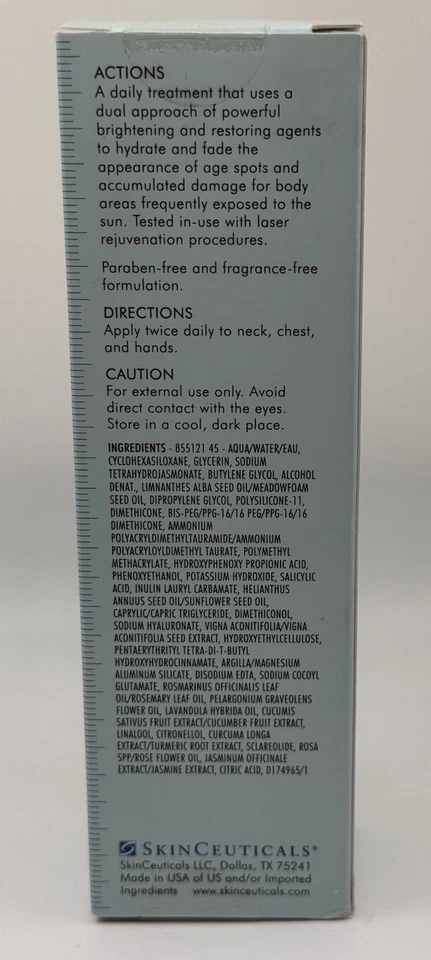 ACTIONS
A daily treatment that uses a
dual approach of powerful
brightening and restoring agents
to hydrate and fade the
appearance of age spots and
accumulated damage for body
areas frequently exposed to the
sun. Tested in-use with laser
rejuvenation procedures.
Paraben-free and fragrance-free
formulation.
DIRECTIONS
Apply twice daily to neck, chest,
and hands.
CAUTION
For external use only. Avoid
direct contact with the eyes.
Store in a cool, dark place.
INGREDIENTS - 855121 45 - AQUA/WATER/EAU,
CYCLOHEXASILOXANE, GLYCERIN, SODIUM
TETRAHYDROJASMONATE, BUTYLENE GLYCOL, ALCOHOL
DENAT., LIMNANTHES ALBA SEED OIL/MEADOWFOAM
SEED OIL, DIPROPYLENE GLYCOL, POLYSILICONE-11,
DIMETHICONE, BIS-PEG/PPG-16/16 PEG/PPG-16/16
DIMETHICONE, AMMONIUM
POLYACRYLDIMETHYLTAURAMIDE/AMMONIUM
POLYACRYLOYLDIMETHYL TAURATE, POLYMETHYL
METHACRYLATE, HYDROXYPHENOXY PROPIONIC ACID,
PHENOXYETHANOL, POTASSIUM HYDROXIDE, SALICYLIC
ACID, INULIN LAURYL CARBAMATE, HELIANTHUS
ANNUUS SEED OIL/SUNFLOWER SEED OIL,
CAPRYLIC/CAPRIC TRIGLYCERIDE, DIMETHICONOL,
SODIUM HYALURONATE, VIGNA ACONITIFOLIA/VIGNA
ACONITIFOLIA SEED EXTRACT, HYDROXYETHYLCELLULOSE,
PENTAERYTHRITYL TETRA-DI-T-BUTYL
HYDROXYHYDROCINNAMATE, ARGILLA/MAGNESIUM
ALUMINUM SILICATE, DISODIUM EDTA, SODIUM COCOYL
GLUTAMATE, ROSMARINUS OFFICINALIS LEAF
OIL/ROSEMARY LEAF OIL, PELARGONIUM GRAVEOLENS
FLOWER OIL, LAVANDULA HYBRIDA OIL, CUCUMIS
SATIVUS FRUIT EXTRACT/CUCUMBER FRUIT EXTRACT,
LINALOOL, CITRONELLOL, CURCUMA LONGA
EXTRACT/TURMERIC ROOT EXTRACT, SCLAREOLIDE, ROSA
SPP/ROSE FLOWER OIL, JASMINUM OFFICINALE
EXTRACT/JASMINE EXTRACT, CITRIC ACID, D174965/1
SKINCEUTICALS®
SkinCeuticals LLC, Dallas, TX 75241
Made in USA of US and/or Imported
Ingredients www.skinceuticals.com